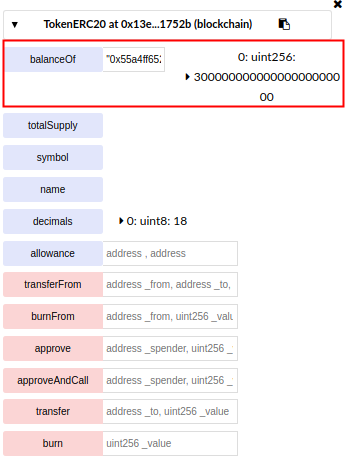 ▼ TokenERC20 at 0x13e...1752b (blockchain)
balanceOf "0x55a4ff652 0: uint256:
3000000000000000000000
00
totalSupply
symbol
name
decimals 0: uint8: 18
allowance address , address
transferFrom address _from, address _to,
burnFrom address _from, uint256 _valu
approve address _spender, uint256 _
approveAndCall address _spender, uint256 _
transfer address _to, uint256 _value
burn uint256 _value